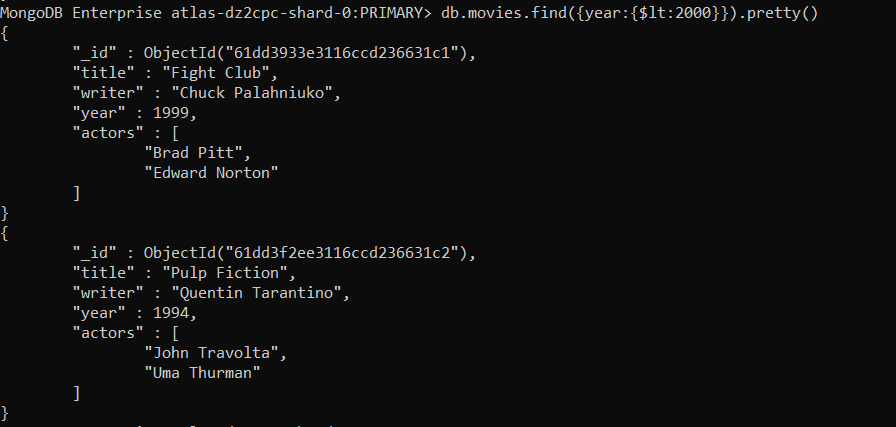 MongoDB Enterprise atlas-dz2cpc-shard-0:PRIMARY> db.movies.find({year:{$lt:2000}}).pretty()
{
        "_id" : ObjectId("61dd3933e3116ccd236631c1"),
        "title" : "Fight Club",
        "writer" : "Chuck Palahniuko",
        "year" : 1999,
        "actors" : [
                "Brad Pitt",
                "Edward Norton"
        ]
}
{
        "_id" : ObjectId("61dd3f2ee3116ccd236631c2"),
        "title" : "Pulp Fiction",
        "writer" : "Quentin Tarantino",
        "year" : 1994,
        "actors" : [
                "John Travolta",
                "Uma Thurman"
        ]
}